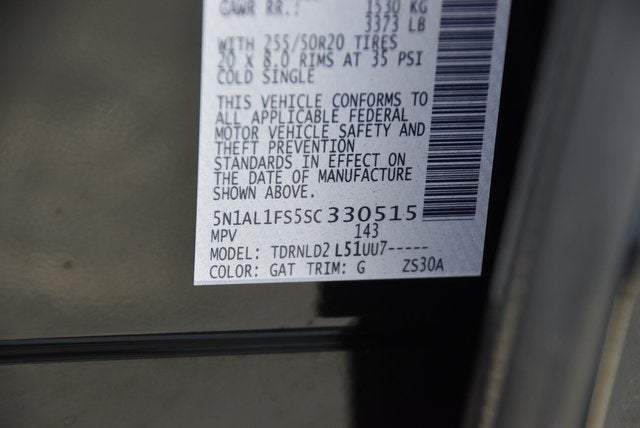 GAWR RR.: 1530 KG
3373 LB
WITH 255/50R20 TIRES
20 X 8.0 RIMS AT 35 PSI
COLD SINGLE
THIS VEHICLE CONFORMS TO
ALL APPLICABLE FEDERAL
MOTOR VEHICLE SAFETY AND
THEFT PREVENTION
STANDARDS IN EFFECT ON
THE DATE OF MANUFACTURE
SHOWN ABOVE.
5N1AL1FS5SC330515
MPV 143
MODEL: TDRNLD2 L51UU7-----
COLOR: GAT TRIM: G ZS30A